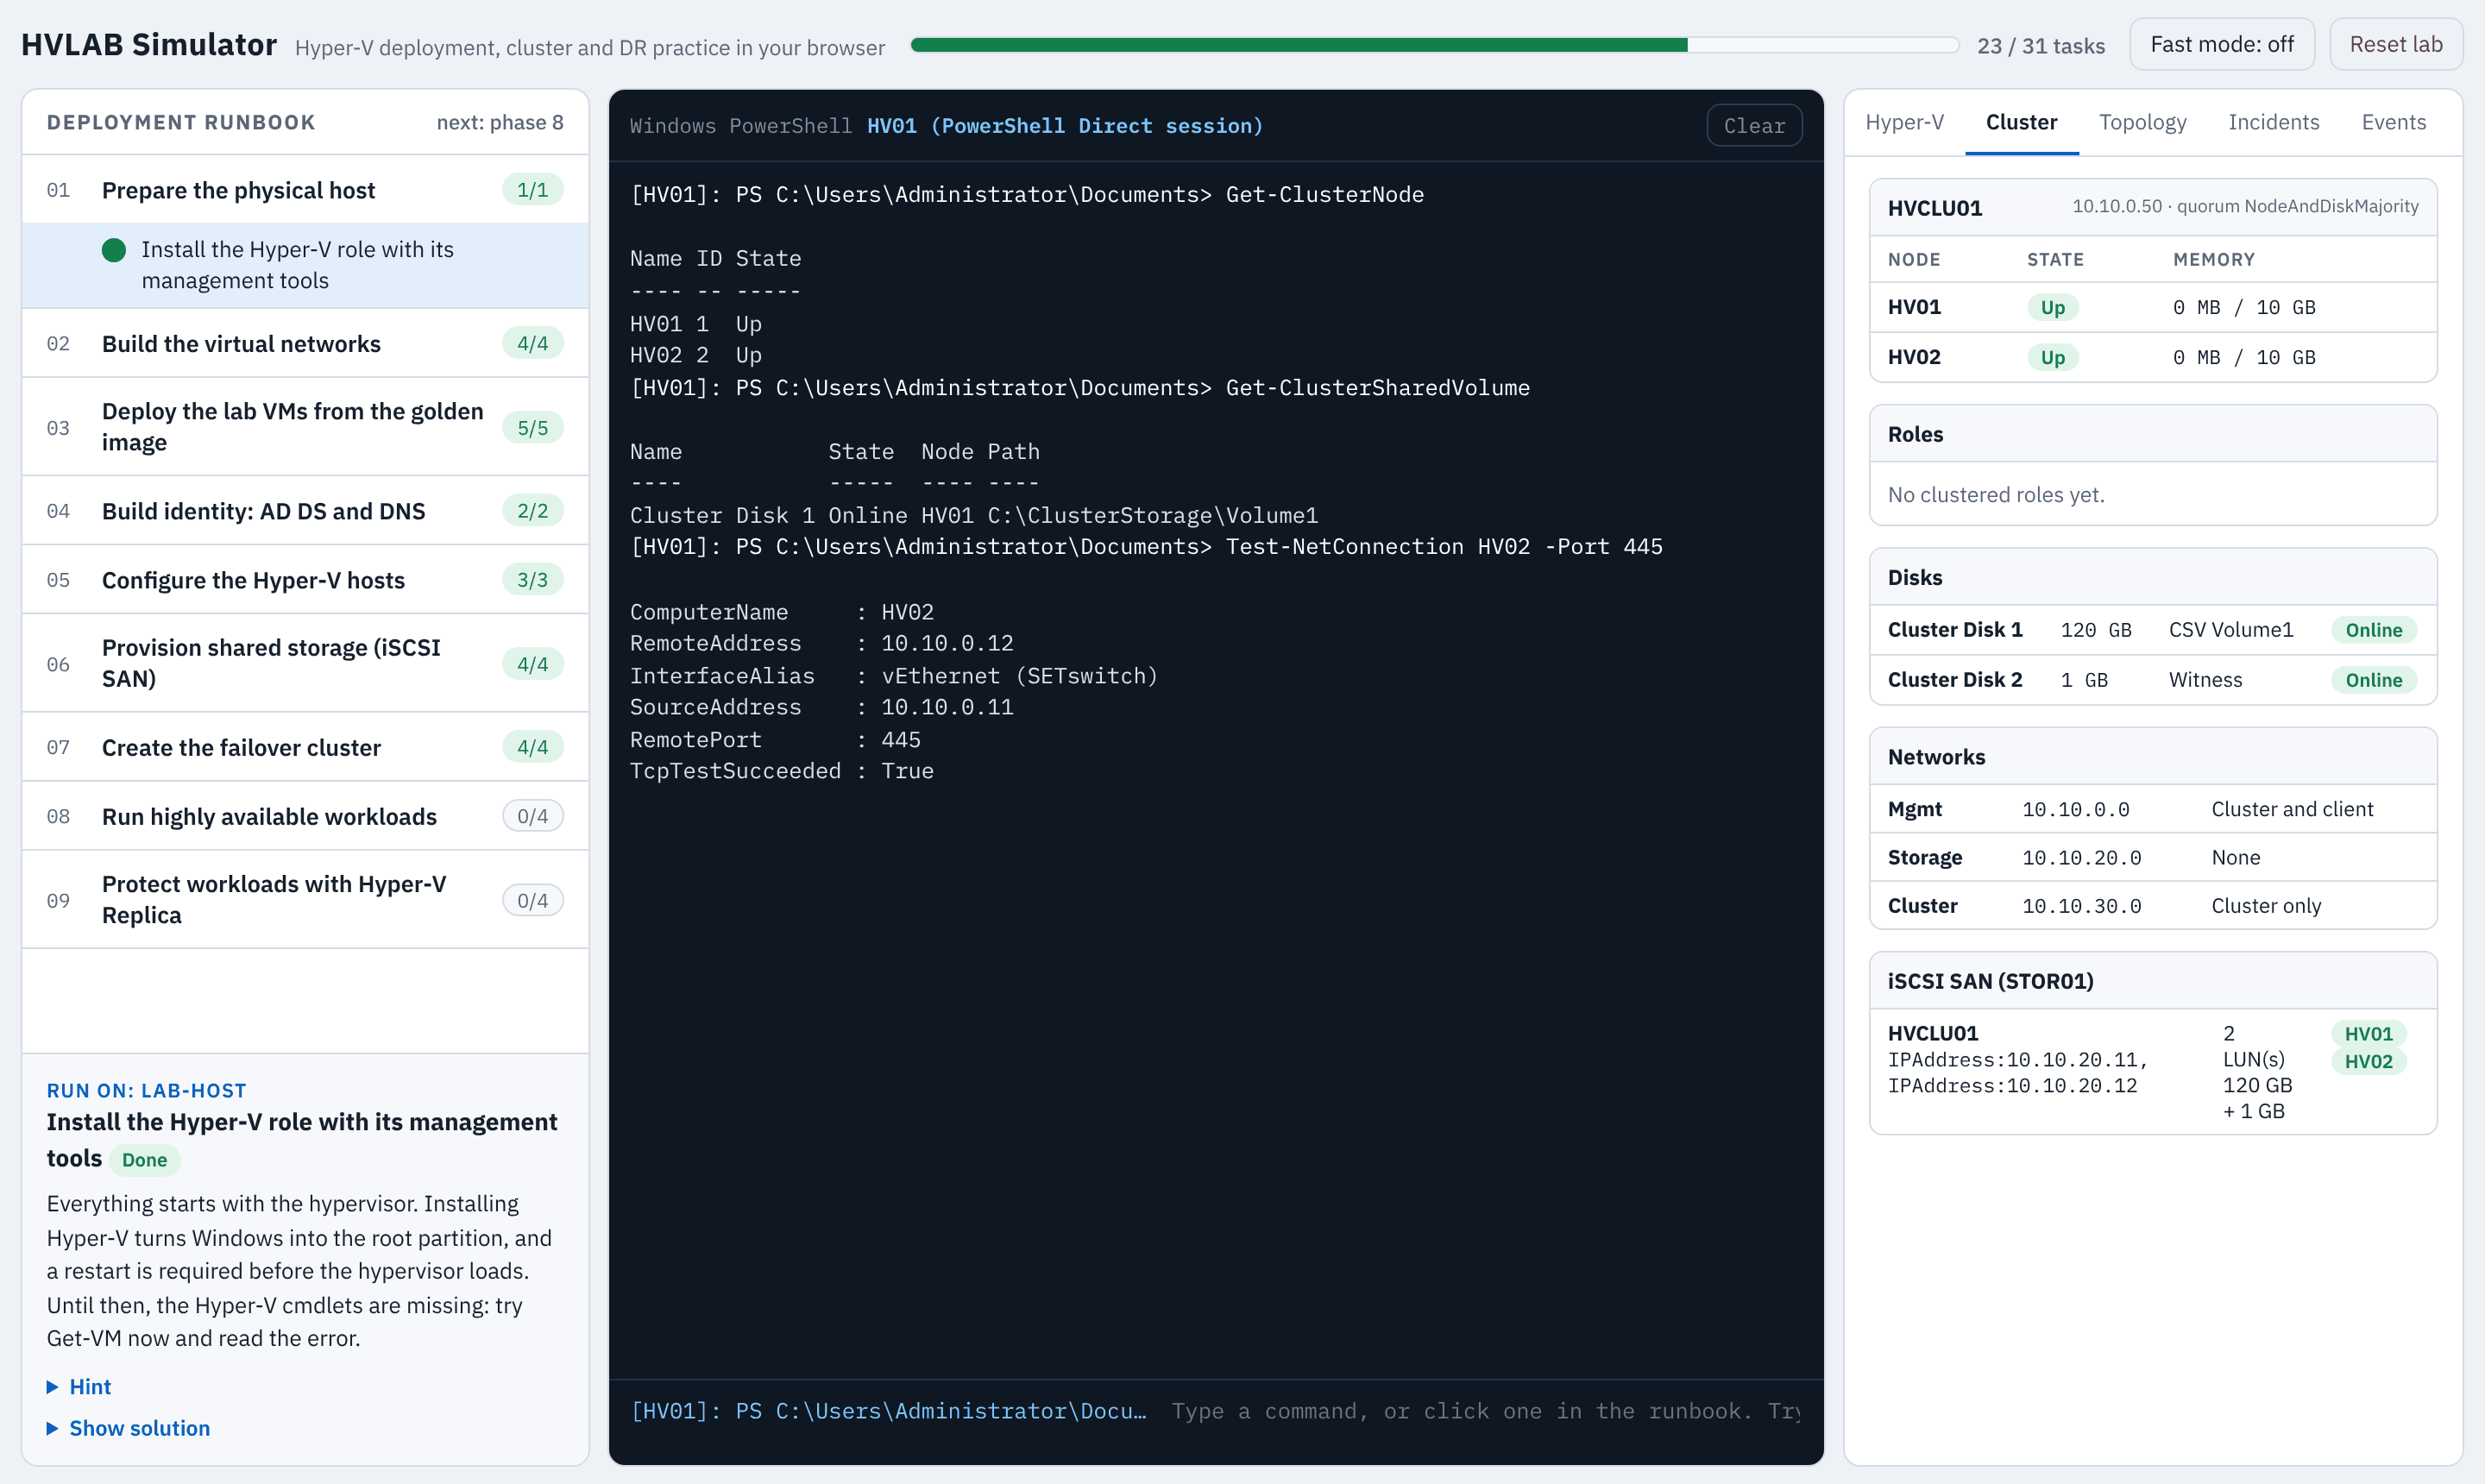 HVLAB Simulator
Hyper-V deployment, cluster and DR practice in your browser
23 / 31 tasks
Fast mode: off
Reset lab
DEPLOYMENT RUNBOOK
next: phase 8
01 Prepare the physical host 1/1
Install the Hyper-V role with its
management tools
02 Build the virtual networks 4/4
03 Deploy the lab VMs from the golden
image 5/5
04 Build identity: AD DS and DNS 2/2
05 Configure the Hyper-V hosts 3/3
06 Provision shared storage (iSCSI
SAN) 4/4
07 Create the failover cluster 4/4
08 Run highly available workloads 0/4
09 Protect workloads with Hyper-V
Replica 0/4
RUN ON: LAB-HOST
Install the Hyper-V role with its management
tools Done
Everything starts with the hypervisor. Installing
Hyper-V turns Windows into the root partition, and
a restart is required before the hypervisor loads.
Until then, the Hyper-V cmdlets are missing: try
Get-VM now and read the error.
▶ Hint
▶ Show solution
Windows PowerShell HV01 (PowerShell Direct session)
Clear
[HV01]: PS C:\Users\Administrator\Documents> Get-ClusterNode
Name ID State
---- -- -----
HV01 1  Up
HV02 2  Up
[HV01]: PS C:\Users\Administrator\Documents> Get-ClusterSharedVolume
Name           State  Node Path
----           -----  ---- ----
Cluster Disk 1 Online HV01 C:\ClusterStorage\Volume1
[HV01]: PS C:\Users\Administrator\Documents> Test-NetConnection HV02 -Port 445
ComputerName     : HV02
RemoteAddress    : 10.10.0.12
InterfaceAlias   : vEthernet (SETswitch)
SourceAddress    : 10.10.0.11
RemotePort       : 445
TcpTestSucceeded : True
[HV01]: PS C:\Users\Administrator\Docu… Type a command, or click one in the runbook. Try
Hyper-V
Cluster
Topology
Incidents
Events
HVCLU01 10.10.0.50 · quorum NodeAndDiskMajority
NODE STATE MEMORY
HV01 Up 0 MB / 10 GB
HV02 Up 0 MB / 10 GB
Roles
No clustered roles yet.
Disks
Cluster Disk 1 120 GB CSV Volume1 Online
Cluster Disk 2 1 GB Witness Online
Networks
Mgmt 10.10.0.0 Cluster and client
Storage 10.10.20.0 None
Cluster 10.10.30.0 Cluster only
iSCSI SAN (STOR01)
HVCLU01 2 HV01
IPAddress:10.10.20.11, LUN(s) HV02
IPAddress:10.10.20.12 120 GB
+ 1 GB